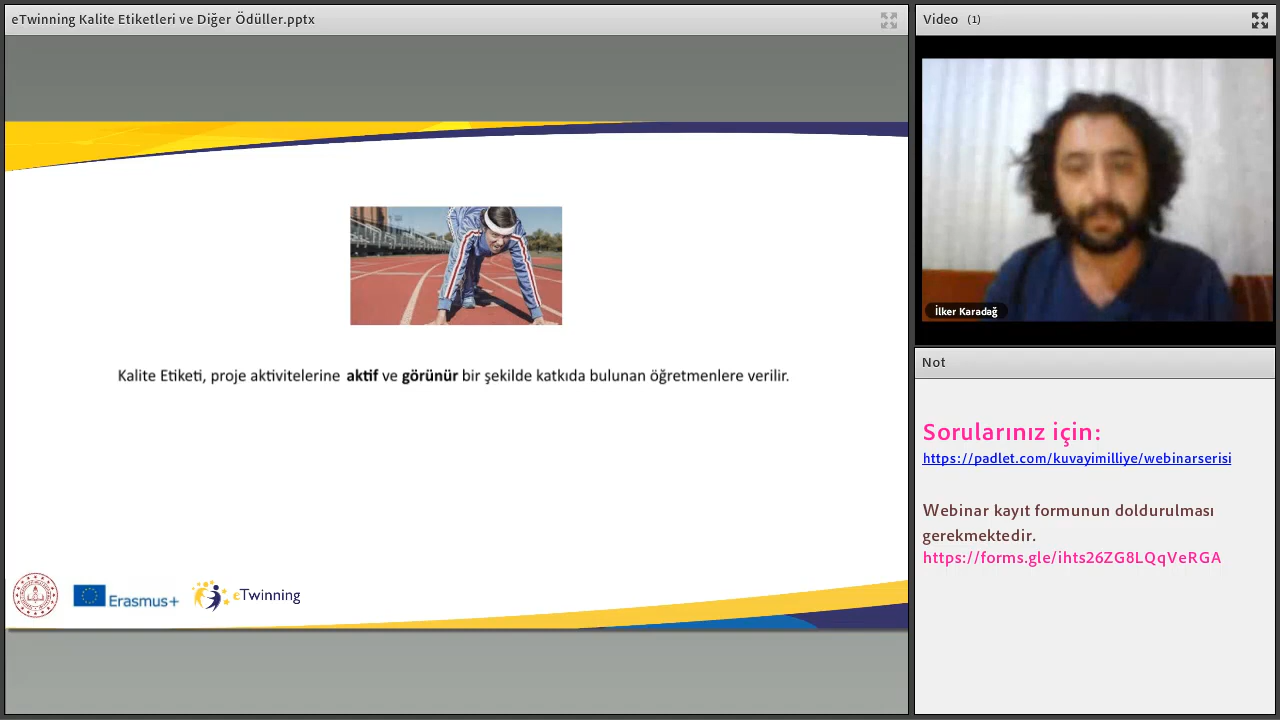 eTwinning Kalite Etiketleri ve Diğer Ödüller.pptx
Kalite Etiketi, proje aktivitelerine aktif ve görünür bir şekilde katkıda bulunan öğretmenlere verilir.
Erasmus+
eTwinning
Video (1)
İlker Karadağ
Not
Sorularınız için:
https://padlet.com/kuvayimilliye/webinarserisi
Webinar kayıt formunun doldurulması
gerekmektedir.
https://forms.gle/ihts26ZG8LQqVeRGA